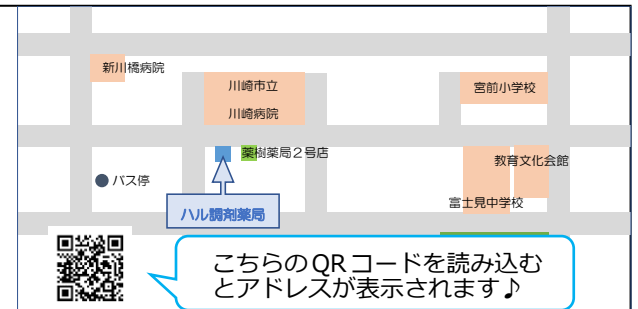 新川橋病院
川崎市立
川崎病院
宮前小学校
薬樹薬局２号店
教育文化会館
バス停
富士見中学校
ハル調剤薬局
こちらのQRコードを読み込む
とアドレスが表示されます♪